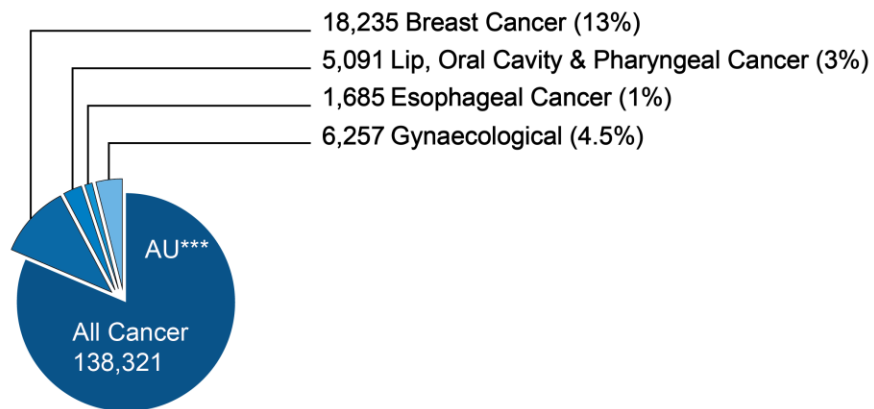 18,235 Breast Cancer (13%)
5,091 Lip, Oral Cavity & Pharyngeal Cancer (3%)
1,685 Esophageal Cancer (1%)
6,257 Gynaecological (4.5%)
AU***
All Cancer
138,321